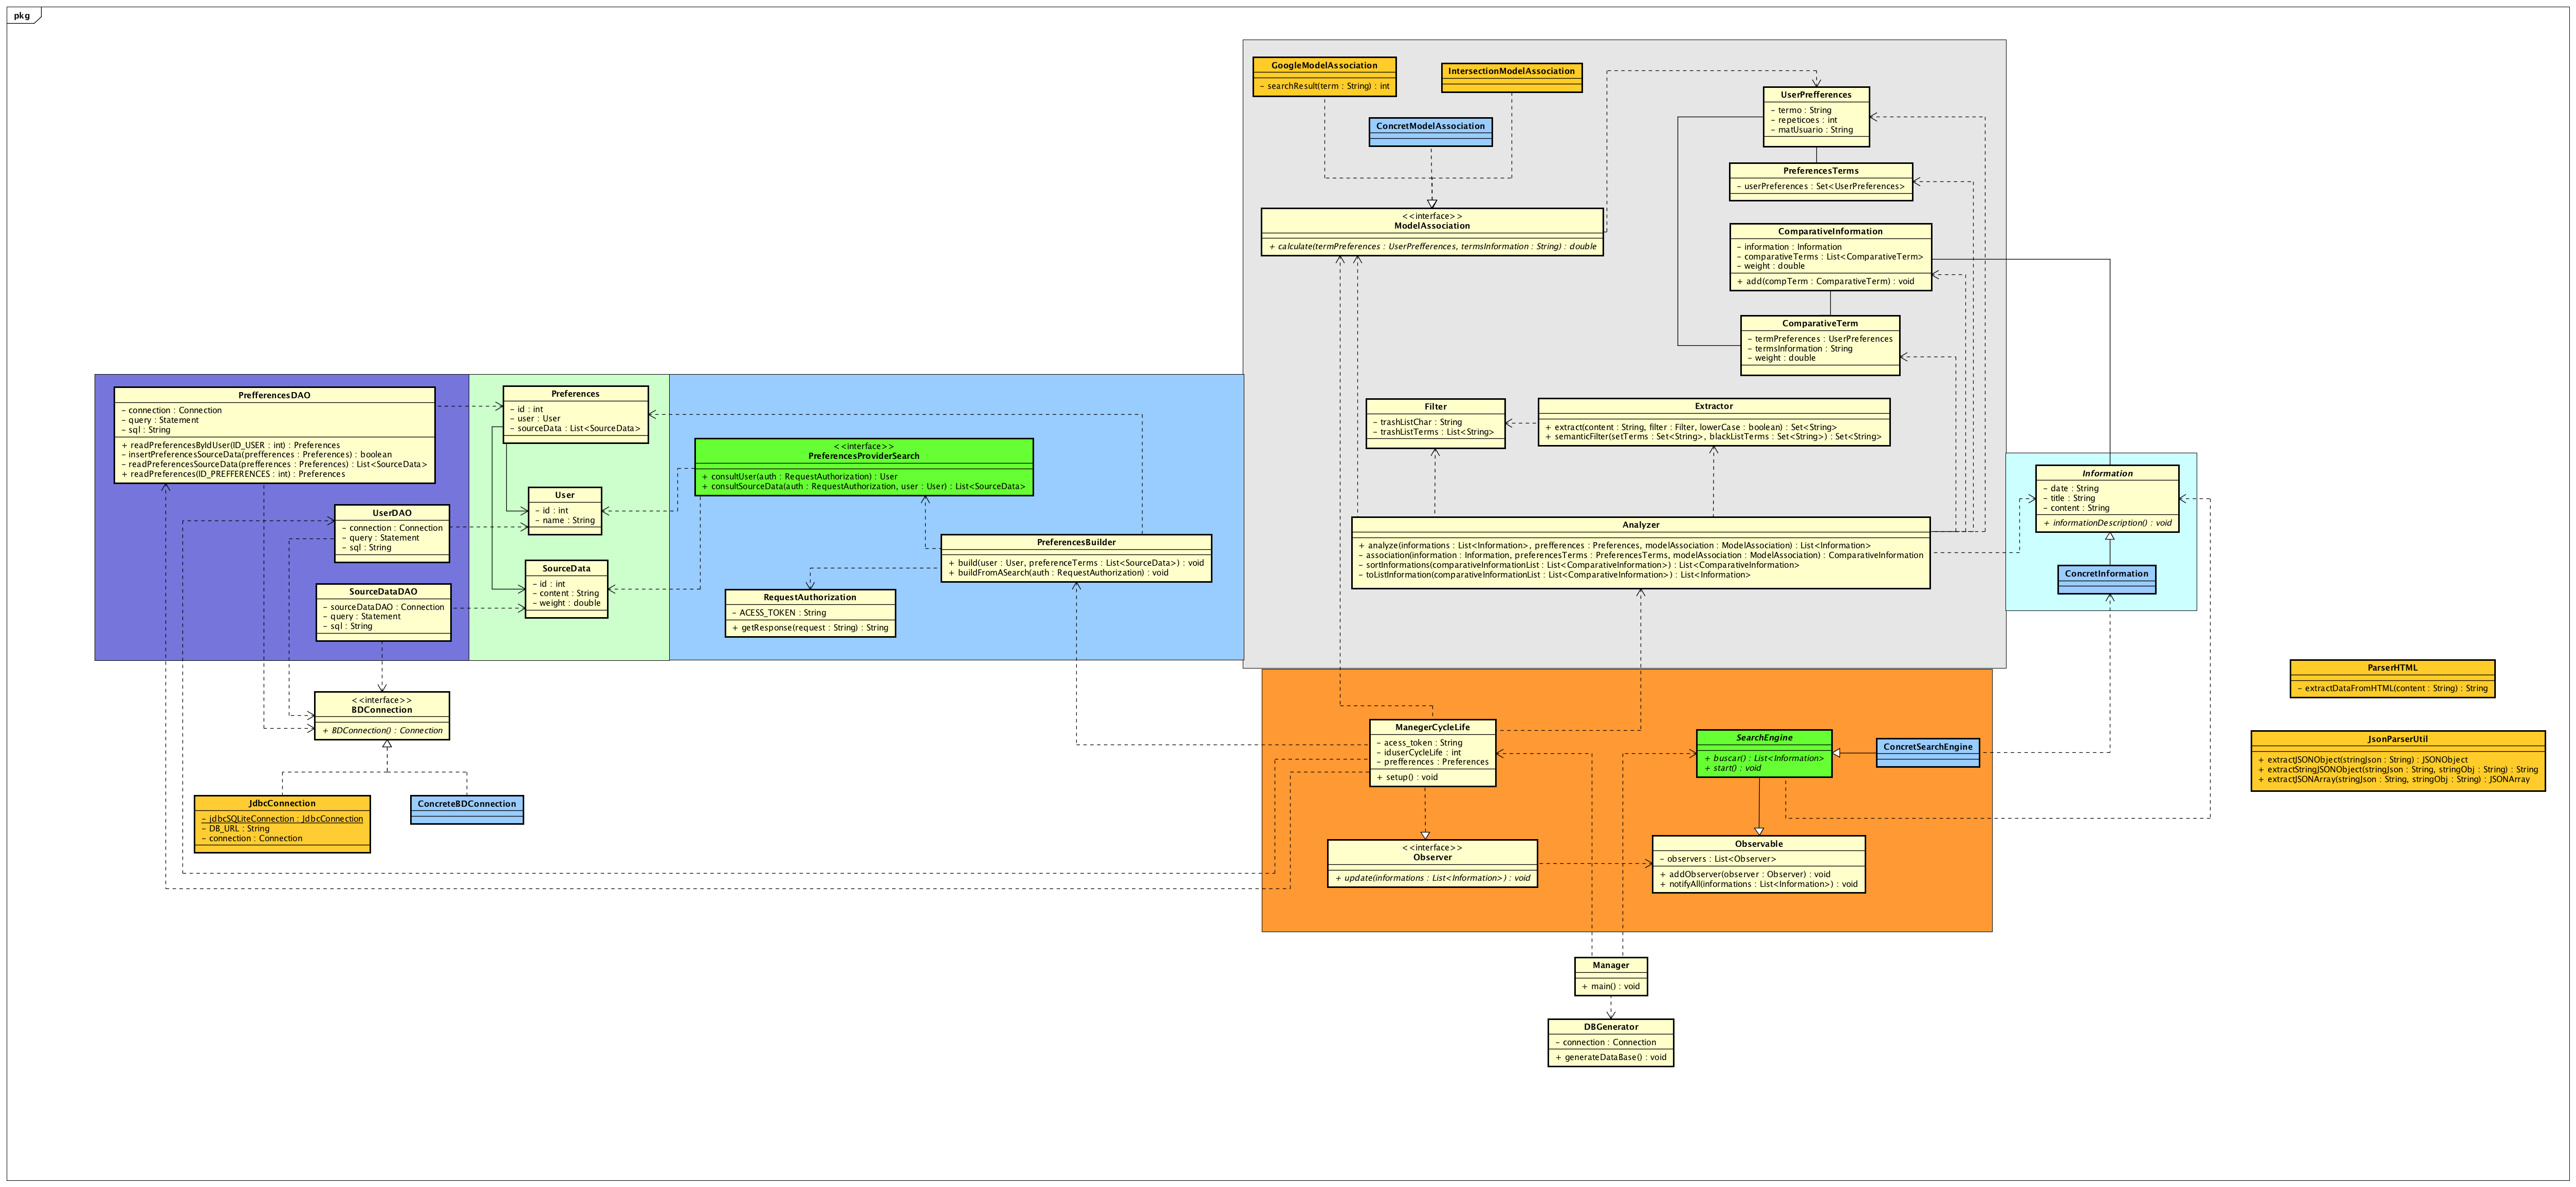 pkg
GoogleModelAssociation
– searchResult(term : String) : int
IntersectionModelAssociation
ConcretModelAssociation
<<interface>>
ModelAssociation
+ calculate(termPreferences : UserPrefferences, termsInformation : String) : double
UserPrefferences
– termo : String
– repeticoes : int
– matUsuario : String
PreferencesTerms
– userPreferences : Set<UserPreferences>
ComparativeInformation
– information : Information
– comparativeTerms : List<ComparativeTerm>
– weight : double
+ add(compTerm : ComparativeTerm) : void
ComparativeTerm
– termPreferences : UserPreferences
– termsInformation : String
– weight : double
Filter
– trashListChar : String
– trashListTerms : List<String>
Extractor
+ extract(content : String, filter : Filter, lowerCase : boolean) : Set<String>
+ semanticFilter(setTerms : Set<String>, blackListTerms : Set<String>) : Set<String>
Analyzer
+ analyze(informations : List<Information>, prefferences : Preferences, modelAssociation : ModelAssociation) : List<Information>
– association(information : Information, preferencesTerms : PreferencesTerms, modelAssociation : ModelAssociation) : ComparativeInformation
– sortInformations(comparativeInformationList : List<ComparativeInformation>) : List<ComparativeInformation>
– toListInformation(comparativeInformationList : List<ComparativeInformation>) : List<Information>
PrefferencesDAO
– connection : Connection
– query : Statement
– sql : String
+ readPreferencesByIdUser(ID_USER : int) : Preferences
– insertPreferencesSourceData(prefferences : Preferences) : boolean
– readPreferencesSourceData(prefferences : Preferences) : List<SourceData>
+ readPreferences(ID_PREFFERENCES : int) : Preferences
UserDAO
– connection : Connection
– query : Statement
– sql : String
SourceDataDAO
– sourceDataDAO : Connection
– query : Statement
– sql : String
Preferences
– id : int
– user : User
– sourceData : List<SourceData>
User
– id : int
– name : String
SourceData
– id : int
– content : String
– weight : double
<<interface>>
PreferencesProviderSearch
+ consultUser(auth : RequestAuthorization) : User
+ consultSourceData(auth : RequestAuthorization, user : User) : List<SourceData>
PreferencesBuilder
+ build(user : User, preferenceTerms : List<SourceData>) : void
+ buildFromASearch(auth : RequestAuthorization) : void
RequestAuthorization
– ACESS_TOKEN : String
+ getResponse(request : String) : String
Information
– date : String
– title : String
– content : String
+ informationDescription() : void
ConcretInformation
<<interface>>
BDConnection
+ BDConnection() : Connection
JdbcConnection
– jdbcSQLiteConnection : JdbcConnection
– DB_URL : String
– connection : Connection
ConcreteBDConnection
ManegerCycleLife
– acess_token : String
– iduserCycleLife : int
– prefferences : Preferences
+ setup() : void
SearchEngine
+ buscar() : List<Information>
+ start() : void
ConcretSearchEngine
<<interface>>
Observer
+ update(informations : List<Information>) : void
Observable
– observers : List<Observer>
+ addObserver(observer : Observer) : void
+ notifyAll(informations : List<Information>) : void
Manager
+ main() : void
DBGenerator
– connection : Connection
+ generateDataBase() : void
ParserHTML
– extractDataFromHTML(content : String) : String
JsonParserUtil
+ extractJSONObject(stringJson : String) : JSONObject
+ extractStringJSONObject(stringJson : String, stringObj : String) : String
+ extractJSONArray(stringJson : String, stringObj : String) : JSONArray